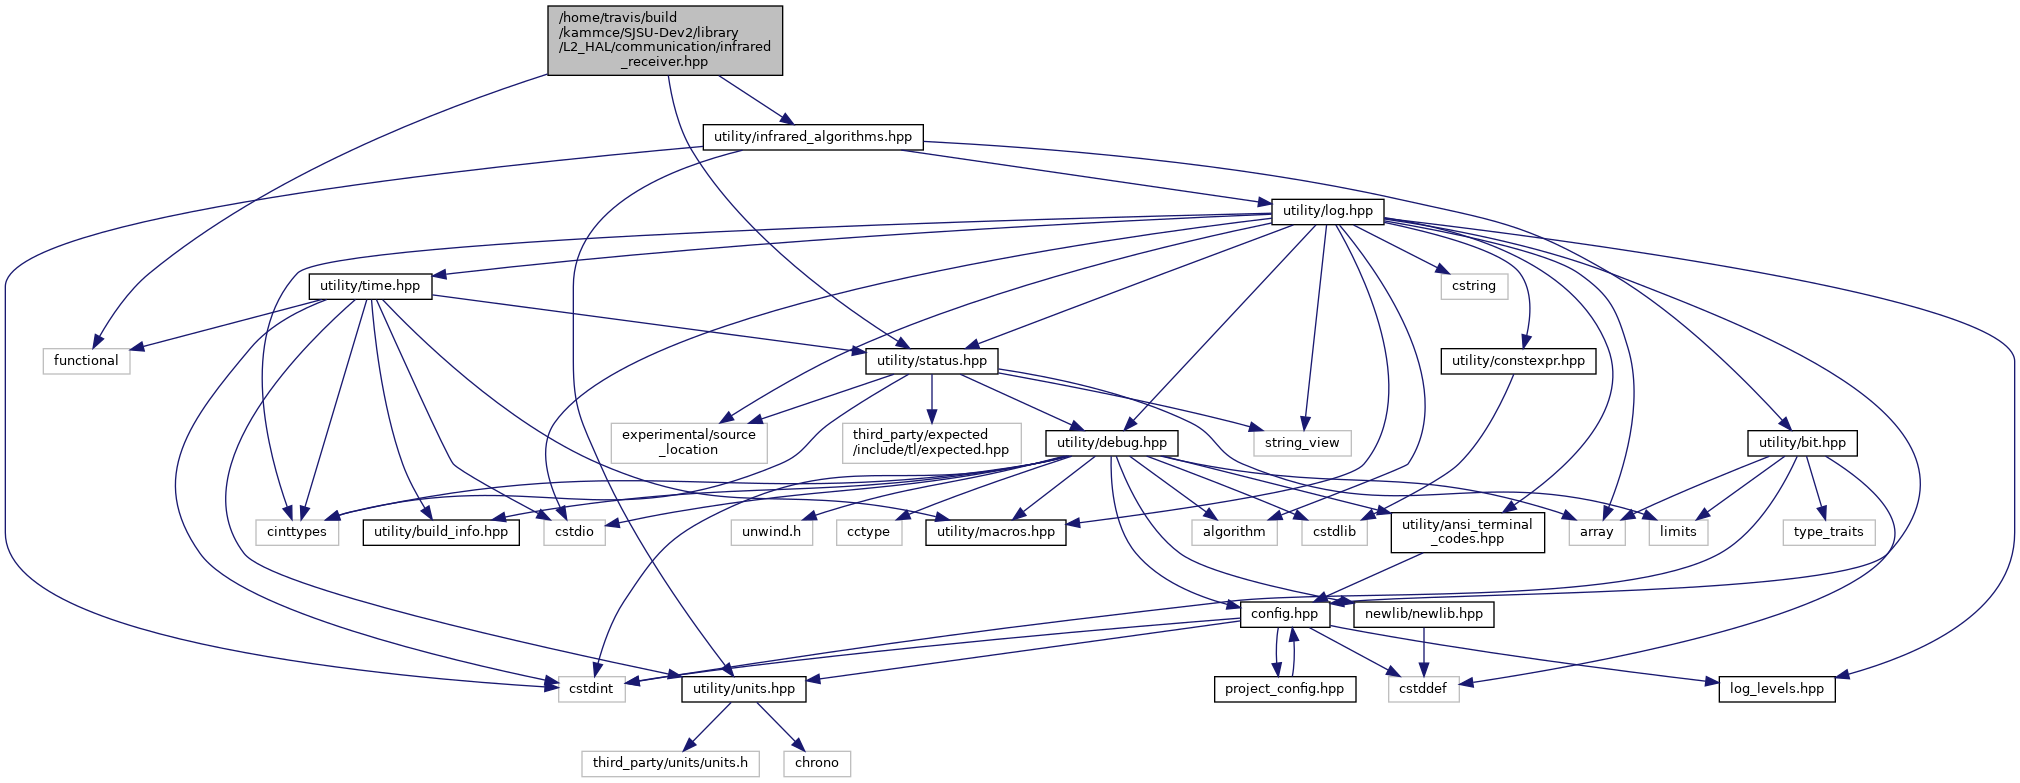 /home/travis/build
/kammce/SJSU-Dev2/library
/L2_HAL/communication/infrared
_receiver.hpp
utility/infrared_algorithms.hpp
utility/log.hpp
utility/time.hpp
cstring
functional
utility/status.hpp
utility/constexpr.hpp
experimental/source
_location
third_party/expected
/include/tl/expected.hpp
utility/debug.hpp
string_view
utility/bit.hpp
cinttypes
utility/build_info.hpp
cstdio
unwind.h
cctype
utility/macros.hpp
algorithm
cstdlib
utility/ansi_terminal
_codes.hpp
array
limits
type_traits
config.hpp
newlib/newlib.hpp
cstdint
utility/units.hpp
project_config.hpp
cstddef
log_levels.hpp
third_party/units/units.h
chrono